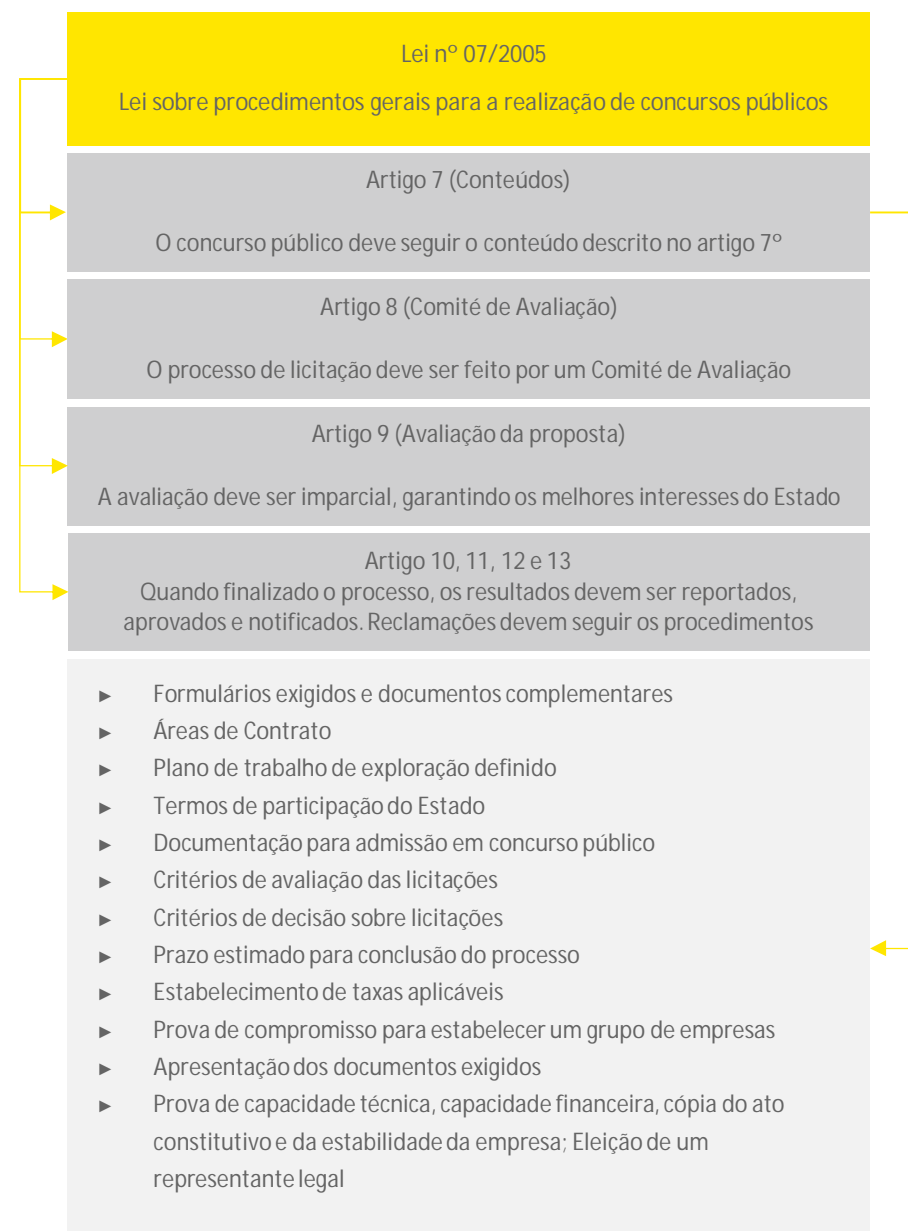 Lei nº 07/2005
Lei sobre procedimentos gerais para a realização de concursos públicos
Artigo 7 (Conteúdos)
O concurso público deve seguir o conteúdo descrito no artigo 7º
Artigo 8 (Comité de Avaliação)
O processo de licitação deve ser feito por um Comité de Avaliação
Artigo 9 (Avaliação da proposta)
A avaliação deve ser imparcial, garantindo os melhores interesses do Estado
Artigo 10, 11, 12 e 13
Quando finalizado o processo, os resultados devem ser reportados,
aprovados e notificados. Reclamações devem seguir os procedimentos
► Formulários exigidos e documentos complementares
► Áreas de Contrato
► Plano de trabalho de exploração definido
► Termos de participação do Estado
► Documentação para admissão em concurso público
► Critérios de avaliação das licitações
► Critérios de decisão sobre licitações
► Prazo estimado para conclusão do processo
► Estabelecimento de taxas aplicáveis
► Prova de compromisso para estabelecer um grupo de empresas
► Apresentação dos documentos exigidos
► Prova de capacidade técnica, capacidade financeira, cópia do ato
constitutivo e da estabilidade da empresa; Eleição de um
representante legal